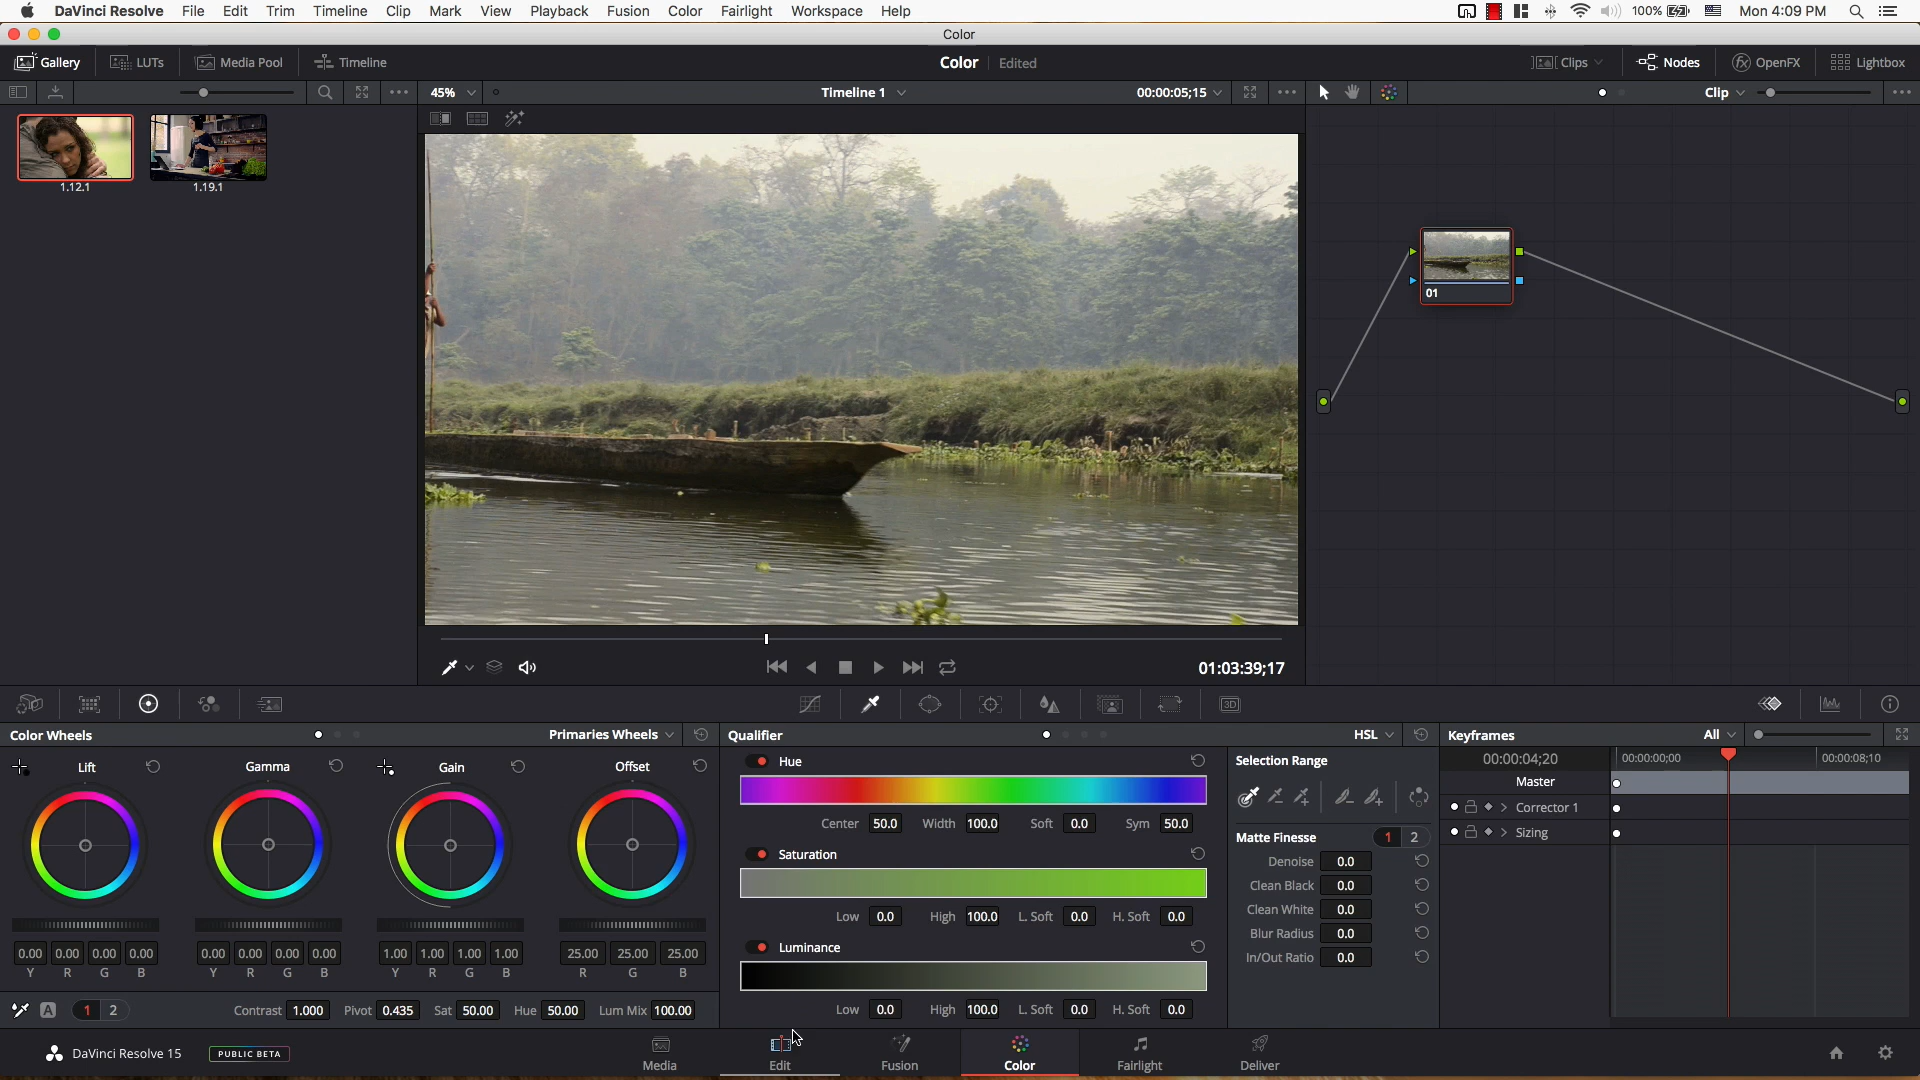 DaVinci Resolve File Edit Trim Timeline Clip Mark View Playback Fusion Color Fairlight Workspace Help 100% Mon 4:09 PM
Color
Gallery LUTs Media Pool Timeline Color Edited Clips Nodes OpenFX Lightbox
45% Timeline 1 00:00:05;15 Clip
1.12.1 1.19.1
01
01:03:39;17
Color Wheels Primaries Wheels Qualifier HSL Keyframes All
Lift Gamma Gain Offset Hue Selection Range 00:00:04;20 00:00:00;00 00:00:08;10
Master
Corrector 1
Center 50.0 Width 100.0 Soft 0.0 Sym 50.0
Sizing
Matte Finesse 1 2
Saturation Denoise 0.0
Clean Black 0.0
Low 0.0 High 100.0 L. Soft 0.0 H. Soft 0.0 Clean White 0.0
Blur Radius 0.0
Luminance In/Out Ratio 0.0
0.00 0.00 0.00 0.00 0.00 0.00 0.00 0.00 1.00 1.00 1.00 1.00 25.00 25.00 25.00
Y R G B Y R G B Y R G B R G B
A 1 2 Contrast 1.000 Pivot 0.435 Sat 50.00 Hue 50.00 Lum Mix 100.00 Low 0.0 High 100.0 L. Soft 0.0 H. Soft 0.0
3D
DaVinci Resolve 15 PUBLIC BETA Media Edit Fusion Color Fairlight Deliver